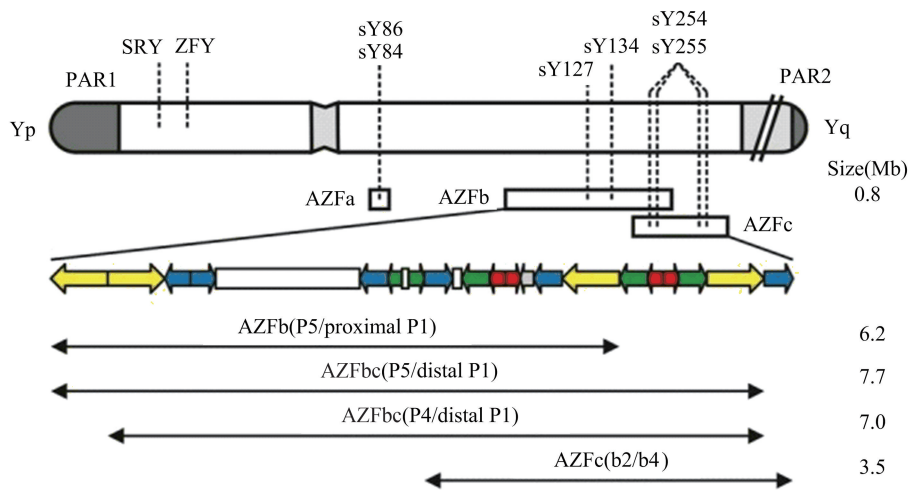 sY86
sY254
SRY
ZFY
sY84
sY134
sY255
sY127
PAR1
PAR2
Yp
Yq
Size(Mb)
AZFa
AZFb
0.8
AZFc
AZFb(P5/proximal P1)
6.2
AZFbc(P5/distal P1)
7.7
AZFbc(P4/distal P1)
7.0
AZFc(b2/b4)
3.5